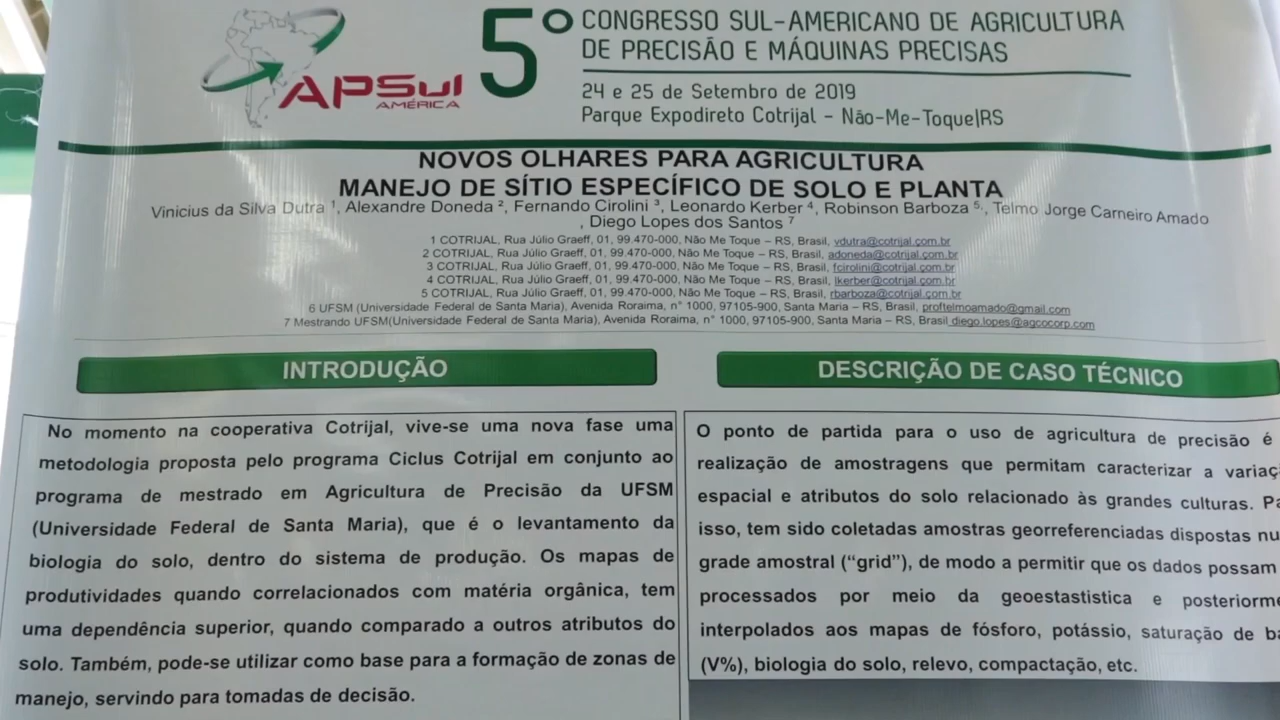 APSul
AMÉRICA
5º
CONGRESSO SUL-AMERICANO DE AGRICULTURA
DE PRECISÃO E MÁQUINAS PRECISAS
24 e 25 de Setembro de 2019
Parque Expodireto Cotrijal - Não-Me-Toque|RS
NOVOS OLHARES PARA AGRICULTURA
MANEJO DE SÍTIO ESPECÍFICO DE SOLO E PLANTA
Vinicius da Silva Dutra ¹, Alexandre Doneda ², Fernando Cirolini ³, Leonardo Kerber ⁴, Robinson Barboza ⁵, Telmo Jorge Carneiro Amado
, Diego Lopes dos Santos ⁷
1 COTRIJAL, Rua Júlio Graeff, 01, 99.470-000, Não Me Toque – RS, Brasil, vdutra@cotrijal.com.br
2 COTRIJAL, Rua Júlio Graeff, 01, 99.470-000, Não Me Toque – RS, Brasil, adoneda@cotrijal.com.br
3 COTRIJAL, Rua Júlio Graeff, 01, 99.470-000, Não Me Toque – RS, Brasil, fcirolini@cotrijal.com.br
4 COTRIJAL, Rua Júlio Graeff, 01, 99.470-000, Não Me Toque – RS, Brasil, lkerber@cotrijal.com.br
5 COTRIJAL, Rua Júlio Graeff, 01, 99.470-000, Não Me Toque – RS, Brasil, rbarboza@cotrijal.com.br
6 UFSM (Universidade Federal de Santa Maria), Avenida Roraima, n° 1000, 97105-900, Santa Maria – RS, Brasil, proftelmoamado@gmail.com
7 Mestrando UFSM(Universidade Federal de Santa Maria), Avenida Roraima, n° 1000, 97105-900, Santa Maria – RS, Brasil diego.lopes@agcocorp.com
INTRODUÇÃO
No momento na cooperativa Cotrijal, vive-se uma nova fase uma
metodologia proposta pelo programa Ciclus Cotrijal em conjunto ao
programa de mestrado em Agricultura de Precisão da UFSM
(Universidade Federal de Santa Maria), que é o levantamento da
biologia do solo, dentro do sistema de produção. Os mapas de
produtividades quando correlacionados com matéria orgânica, tem
uma dependência superior, quando comparado a outros atributos do
solo. Também, pode-se utilizar como base para a formação de zonas de
manejo, servindo para tomadas de decisão.
DESCRIÇÃO DE CASO TÉCNICO
O ponto de partida para o uso de agricultura de precisão é
realização de amostragens que permitam caracterizar a variaç
espacial e atributos do solo relacionado às grandes culturas. Pa
isso, tem sido coletadas amostras georreferenciadas dispostas nu
grade amostral (“grid”), de modo a permitir que os dados possam
processados por meio da geoestastistica e posteriorme
interpolados aos mapas de fósforo, potássio, saturação de ba
(V%), biologia do solo, relevo, compactação, etc.